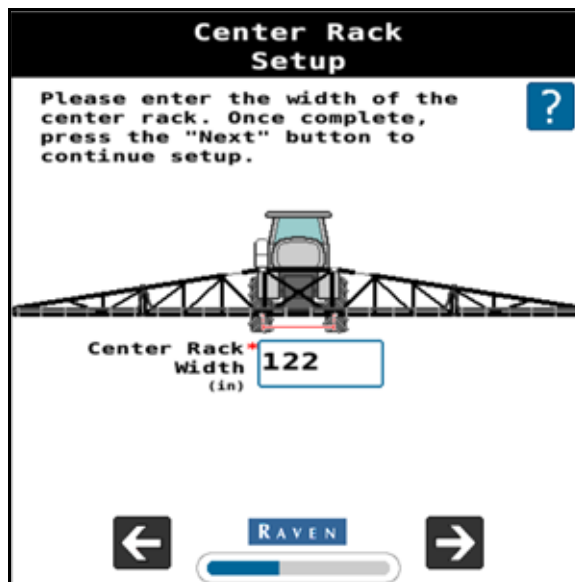 Center Rack
Setup
Please enter the width of the
center rack. Once complete,
press the "Next" button to
continue setup.
?
Center Rack*
Width
(in)
122
RAVEN